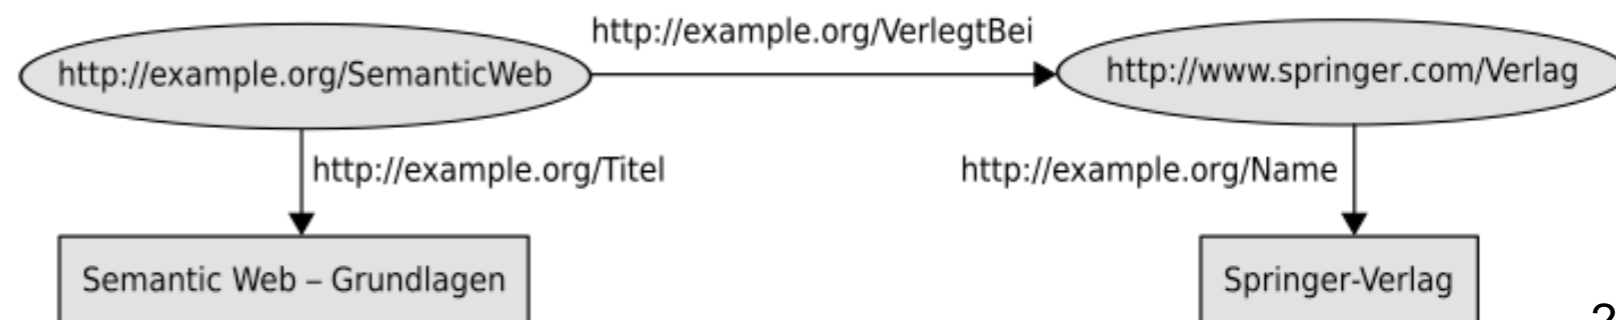 http://example.org/VerlegtBei
http://example.org/SemanticWeb
http://www.springer.com/Verlag
http://example.org/Titel
http://example.org/Name
Semantic Web – Grundlagen
Springer-Verlag